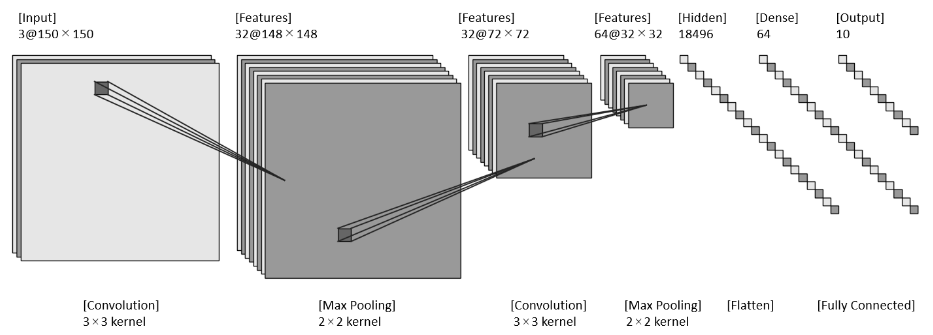 [Input]
3@150×150
[Features]
32@148×148
[Features]
32@72×72
[Features]
64@32×32
[Hidden]
18496
[Dense]
64
[Output]
10
[Convolution]
3×3 kernel
[Max Pooling]
2×2 kernel
[Convolution]
3×3 kernel
[Max Pooling]
2×2 kernel
[Flatten]
[Fully Connected]